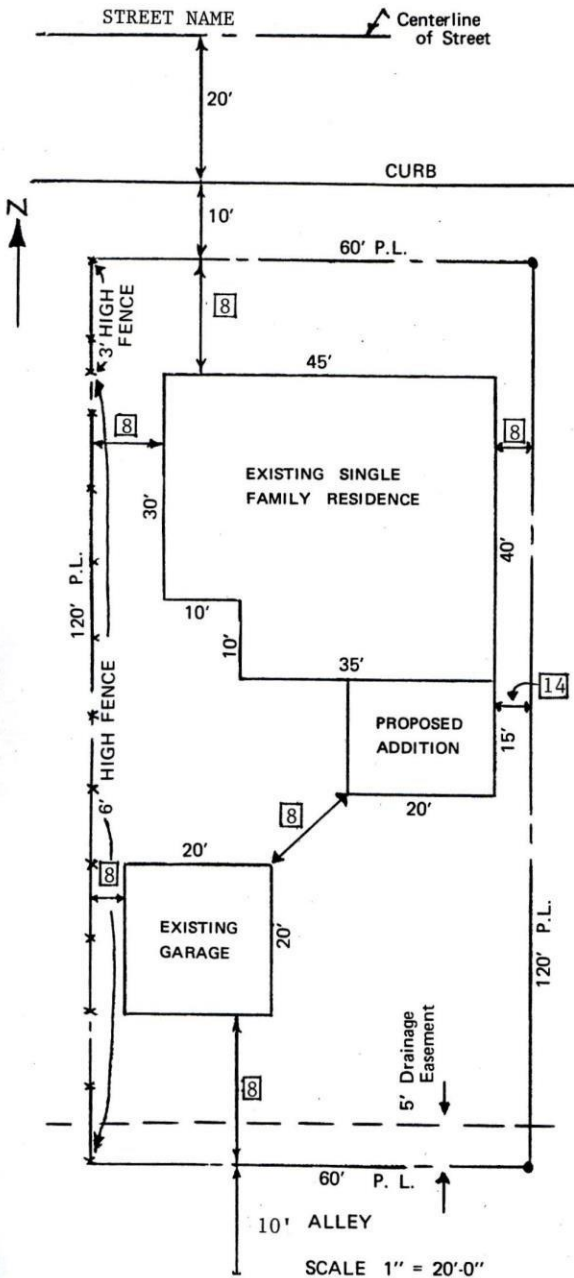 STREET NAME
Centerline
of Street
20'
CURB
Z
10'
60' P.L.
3' HIGH
FENCE
8
45'
8
8
EXISTING SINGLE
FAMILY RESIDENCE
30'
40'
120' P.L.
10'
10'
35'
14
6' HIGH FENCE
PROPOSED
ADDITION
15'
8
20'
8
20'
EXISTING
GARAGE
20'
120' P.L.
5' Drainage
Easement
8
60' P. L.
10' ALLEY
SCALE 1" = 20'-0"